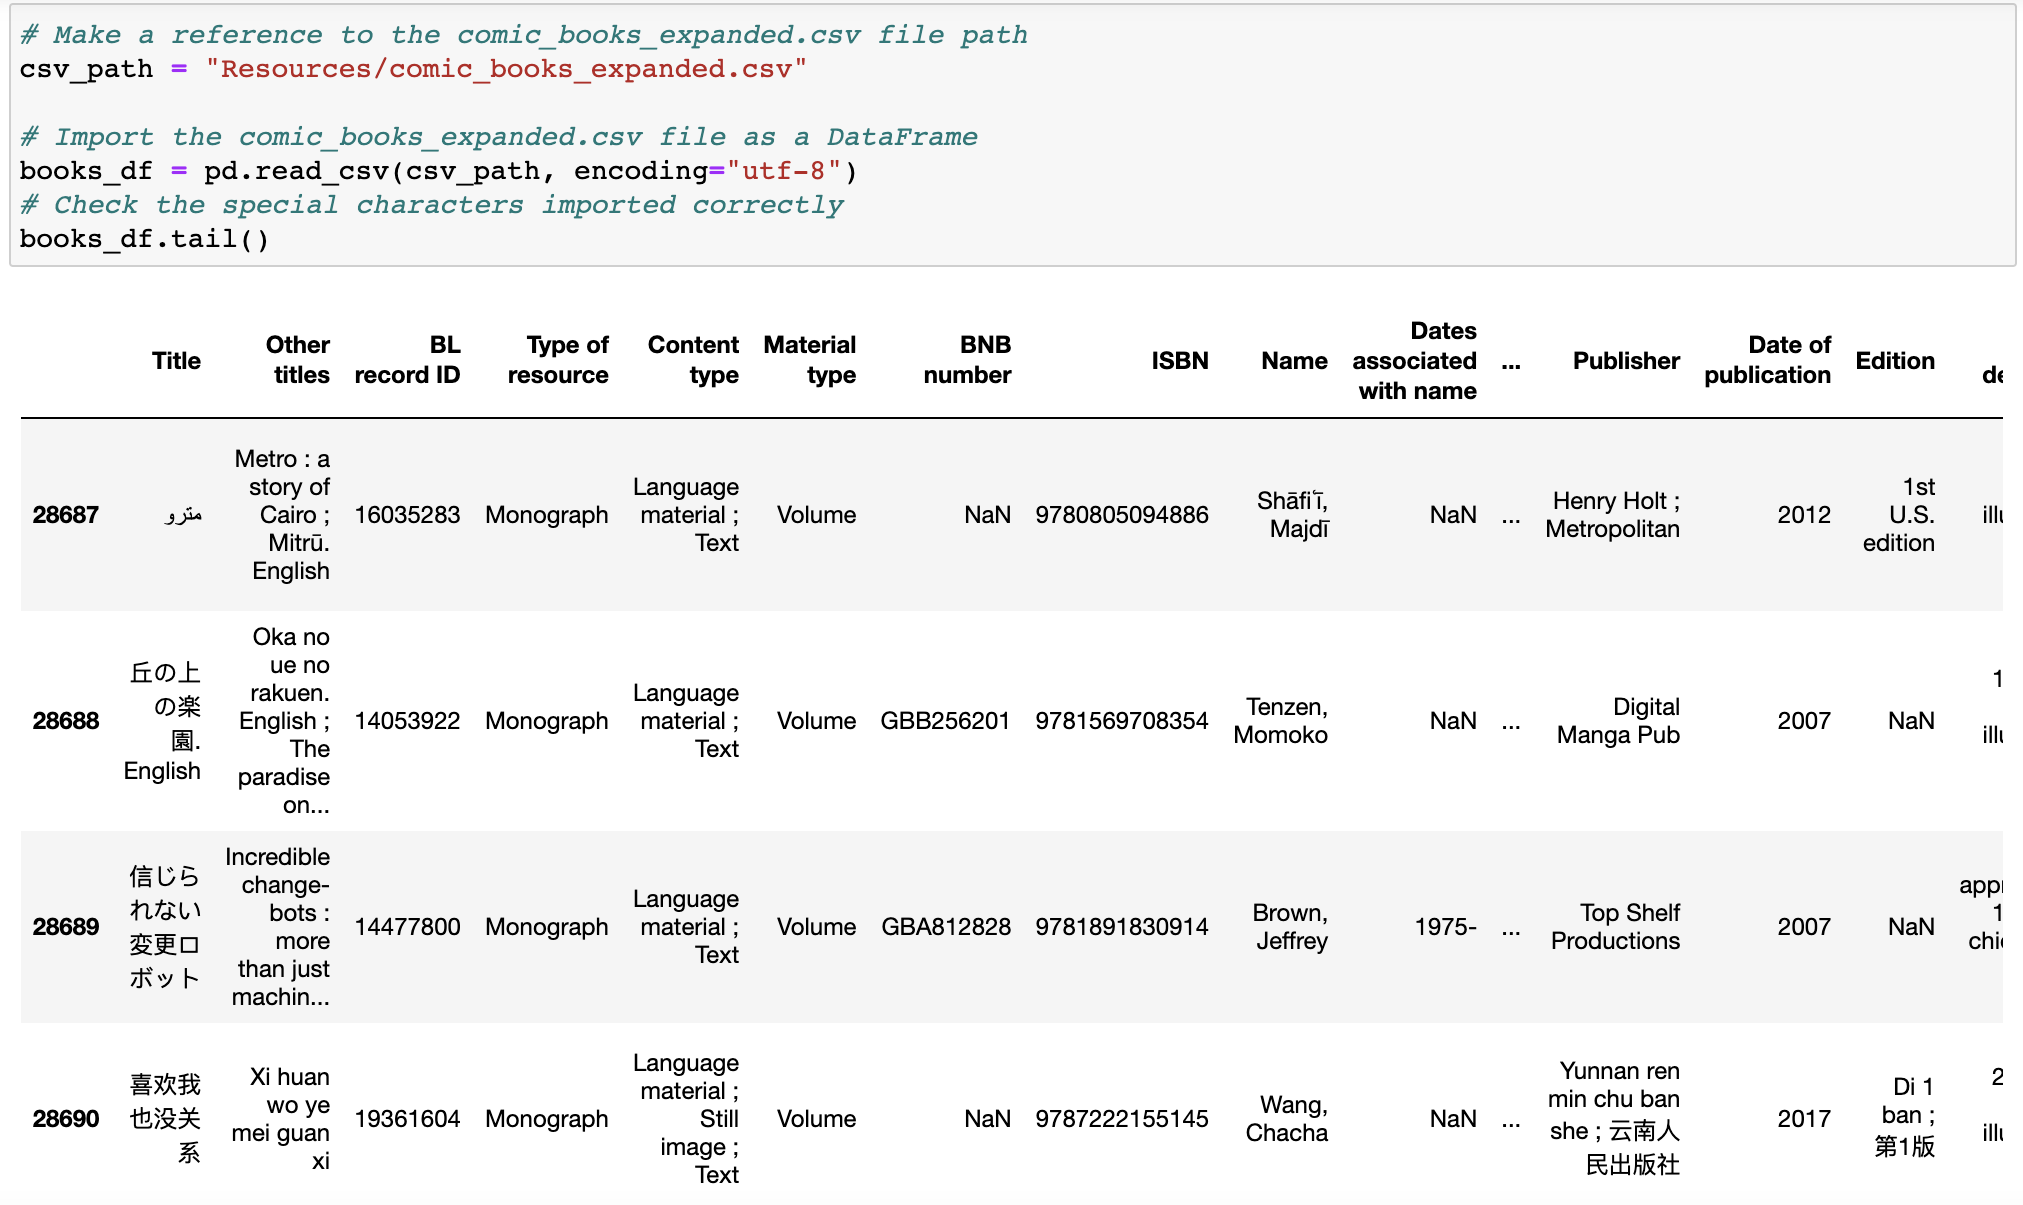 # Make a reference to the comic_books_expanded.csv file path
csv_path = "Resources/comic_books_expanded.csv"
# Import the comic_books_expanded.csv file as a DataFrame
books_df = pd.read_csv(csv_path, encoding="utf-8")
# Check the special characters imported correctly
books_df.tail()
Title
Other
titles
BL
record ID
Type of
resource
Content
type
Material
type
BNB
number
ISBN
Name
Dates
associated
with name
...
Publisher
Date of
publication
Edition
28687
مترو
Metro : a
story of
Cairo ;
Mitrū.
English
16035283
Monograph
Language
material ;
Text
Volume
NaN
9780805094886
Shāfiʻī,
Majdī
NaN
...
Henry Holt ;
Metropolitan
2012
1st
U.S.
edition
28688
丘の上
の楽
園.
English
Oka no
ue no
rakuen.
English ;
The
paradise
on...
14053922
Monograph
Language
material ;
Text
Volume
GBB256201
9781569708354
Tenzen,
Momoko
NaN
...
Digital
Manga Pub
2007
NaN
28689
信じら
れない
変更ロ
ボット
Incredible
change-
bots :
more
than just
machin...
14477800
Monograph
Language
material ;
Text
Volume
GBA812828
9781891830914
Brown,
Jeffrey
1975-
...
Top Shelf
Productions
2007
NaN
28690
喜欢我
也没关
系
Xi huan
wo ye
mei guan
xi
19361604
Monograph
Language
material ;
Still
image ;
Text
Volume
NaN
9787222155145
Wang,
Chacha
NaN
...
Yunnan ren
min chu ban
she ; 云南人
民出版社
2017
Di 1
ban ;
第1版